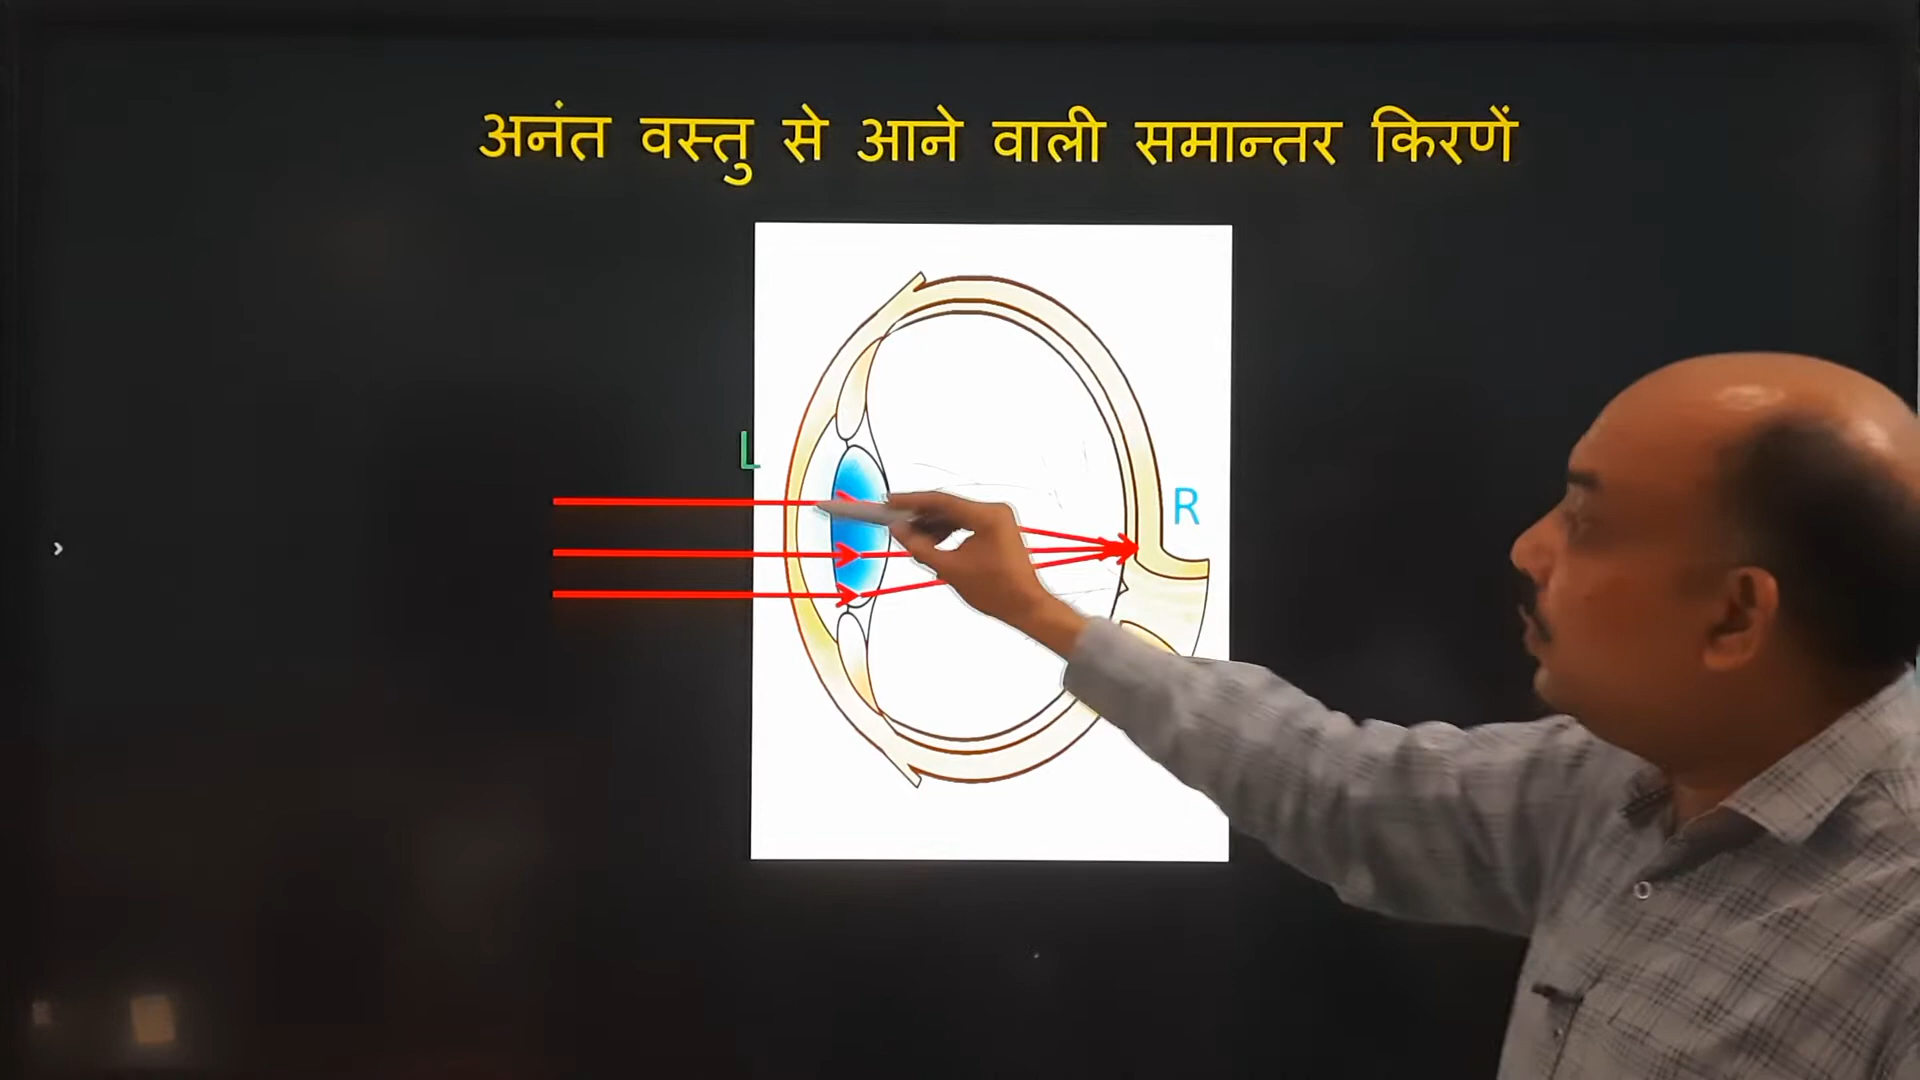 अनंत वस्तु से आने वाली समान्तर किरणें
L
R